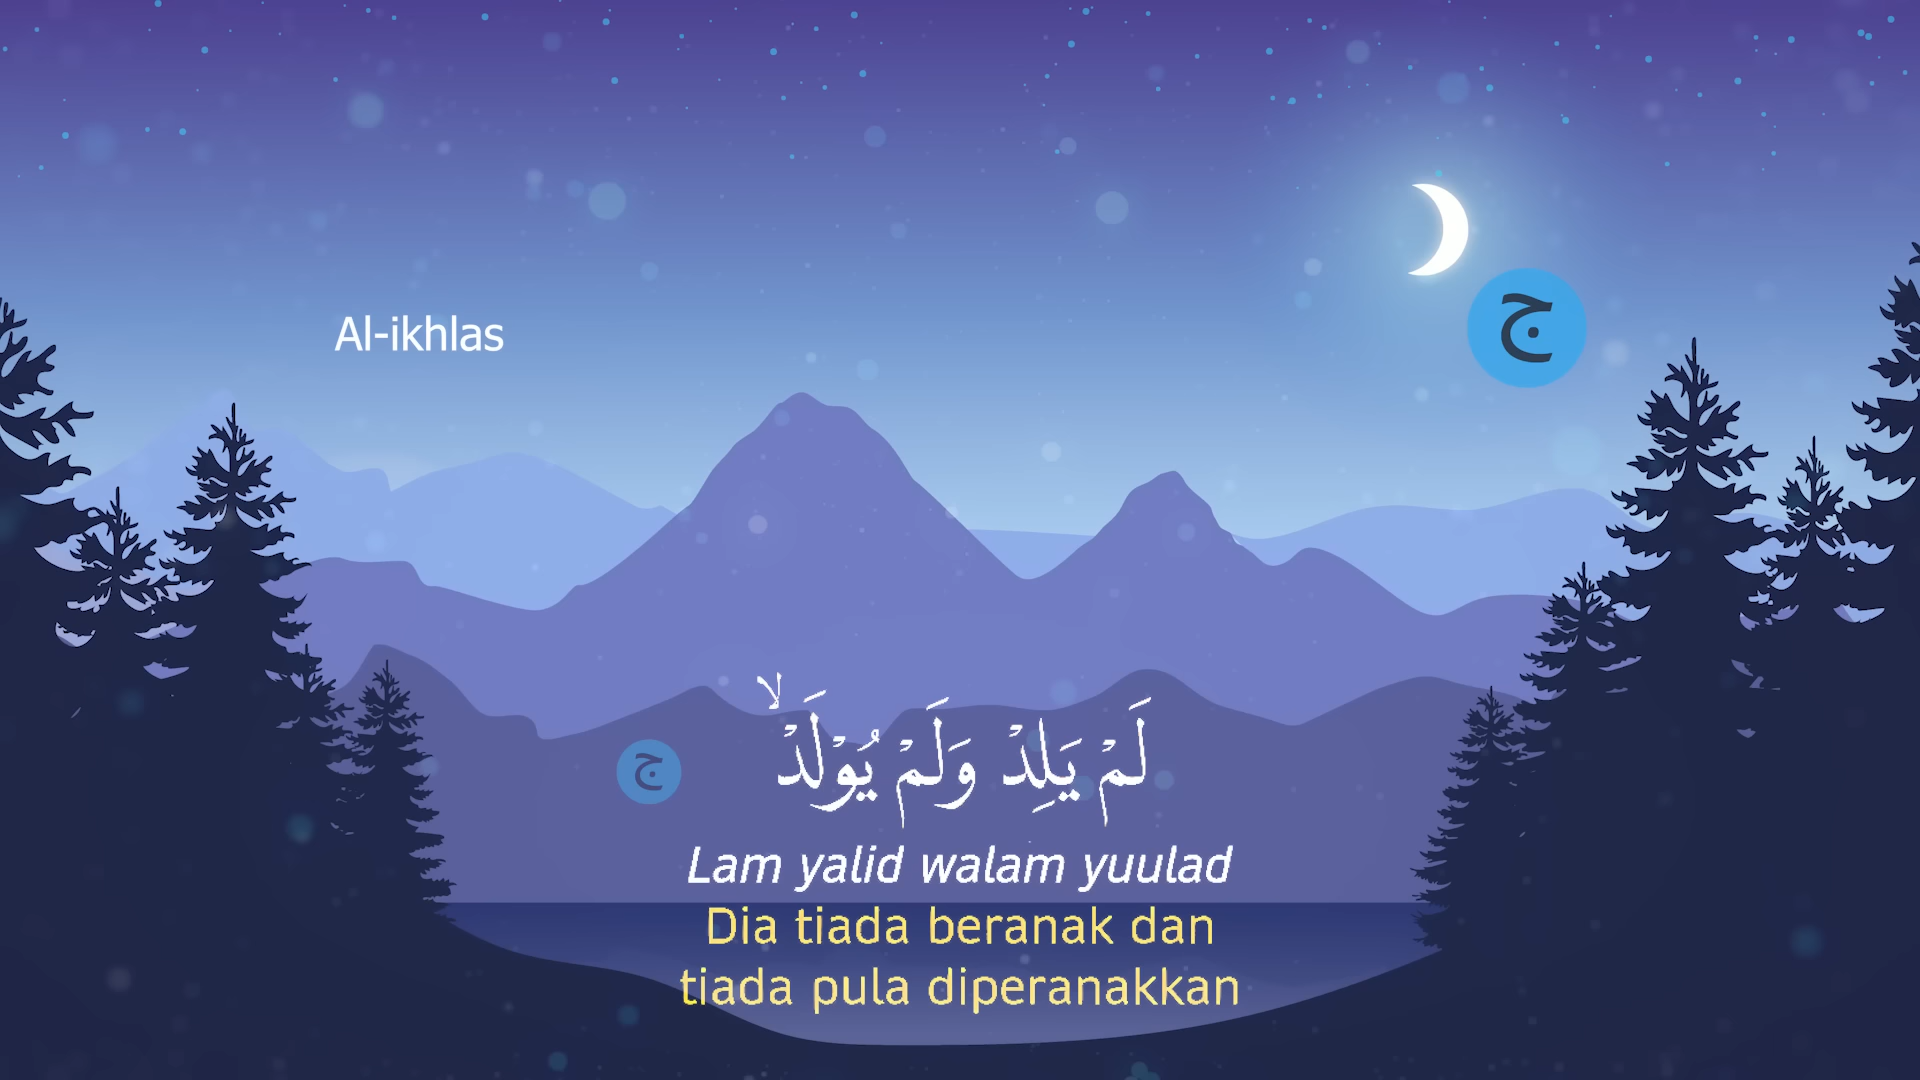 Al-ikhlas
ج
ج
لَمْ يَلِدْ وَلَمْ يُوْلَدْۙ
Lam yalid walam yuulad
Dia tiada beranak dan
tiada pula diperanakkan